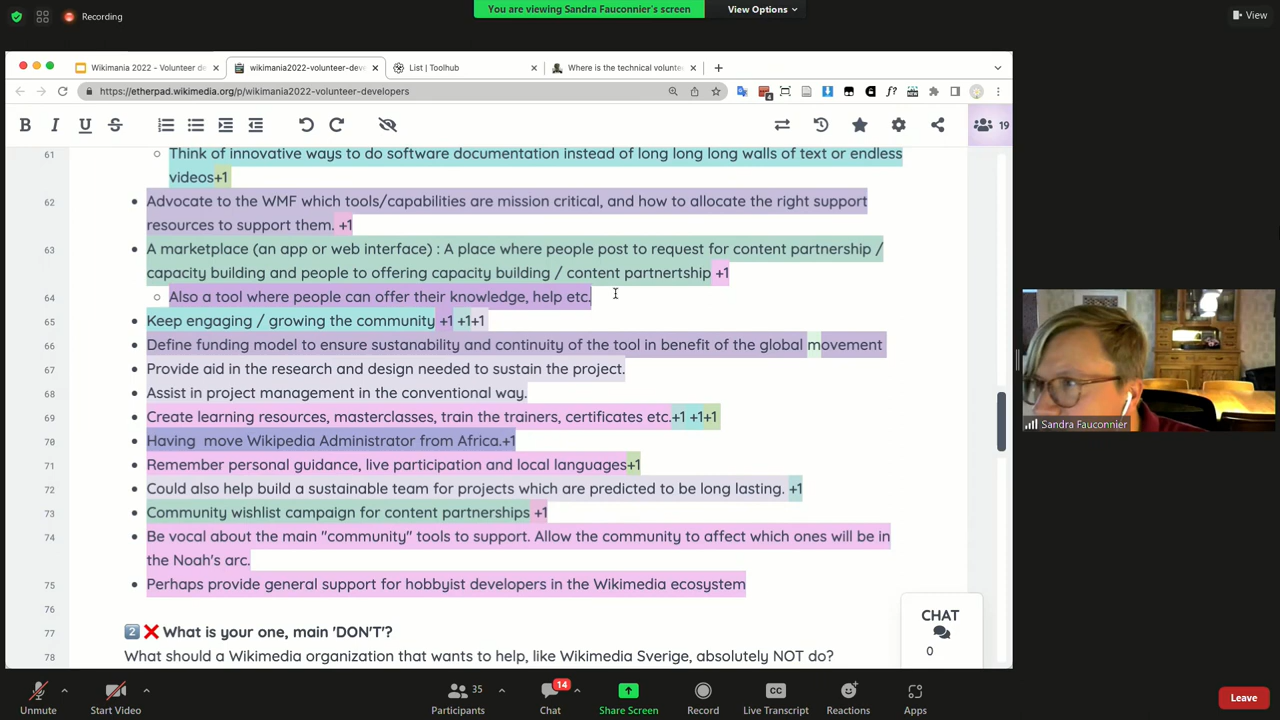 Recording
You are viewing Sandra Fauconnier's screen
View Options
View
Wikimania 2022 - Volunteer de
wikimania2022-volunteer-dev
List | Toolhub
Where is the technical volunte
https://etherpad.wikimedia.org/p/wikimania2022-volunteer-developers
B I U S
19
61 Think of innovative ways to do software documentation instead of long long long walls of text or endless
videos+1
62 Advocate to the WMF which tools/capabilities are mission critical, and how to allocate the right support
resources to support them. +1
63 A marketplace (an app or web interface) : A place where people post to request for content partnership /
capacity building and people to offering capacity building / content partnertship +1
64 Also a tool where people can offer their knowledge, help etc.
65 Keep engaging / growing the community +1 +1+1
66 Define funding model to ensure sustanability and continuity of the tool in benefit of the global movement
67 Provide aid in the research and design needed to sustain the project.
68 Assist in project management in the conventional way.
69 Create learning resources, masterclasses, train the trainers, certificates etc.+1 +1+1
70 Having move Wikipedia Administrator from Africa.+1
71 Remember personal guidance, live participation and local languages+1
72 Could also help build a sustainable team for projects which are predicted to be long lasting. +1
73 Community wishlist campaign for content partnerships +1
74 Be vocal about the main "community" tools to support. Allow the community to affect which ones will be in
the Noah's arc.
75 Perhaps provide general support for hobbyist developers in the Wikimedia ecosystem
76
77 2️⃣ ❌ What is your one, main 'DON'T'?
78 What should a Wikimedia organization that wants to help, like Wikimedia Sverige, absolutely NOT do?
CHAT
0
Sandra Fauconnier
Unmute
Start Video
Participants 35
Chat 14
Share Screen
Record
CC Live Transcript
Reactions
Apps
Leave